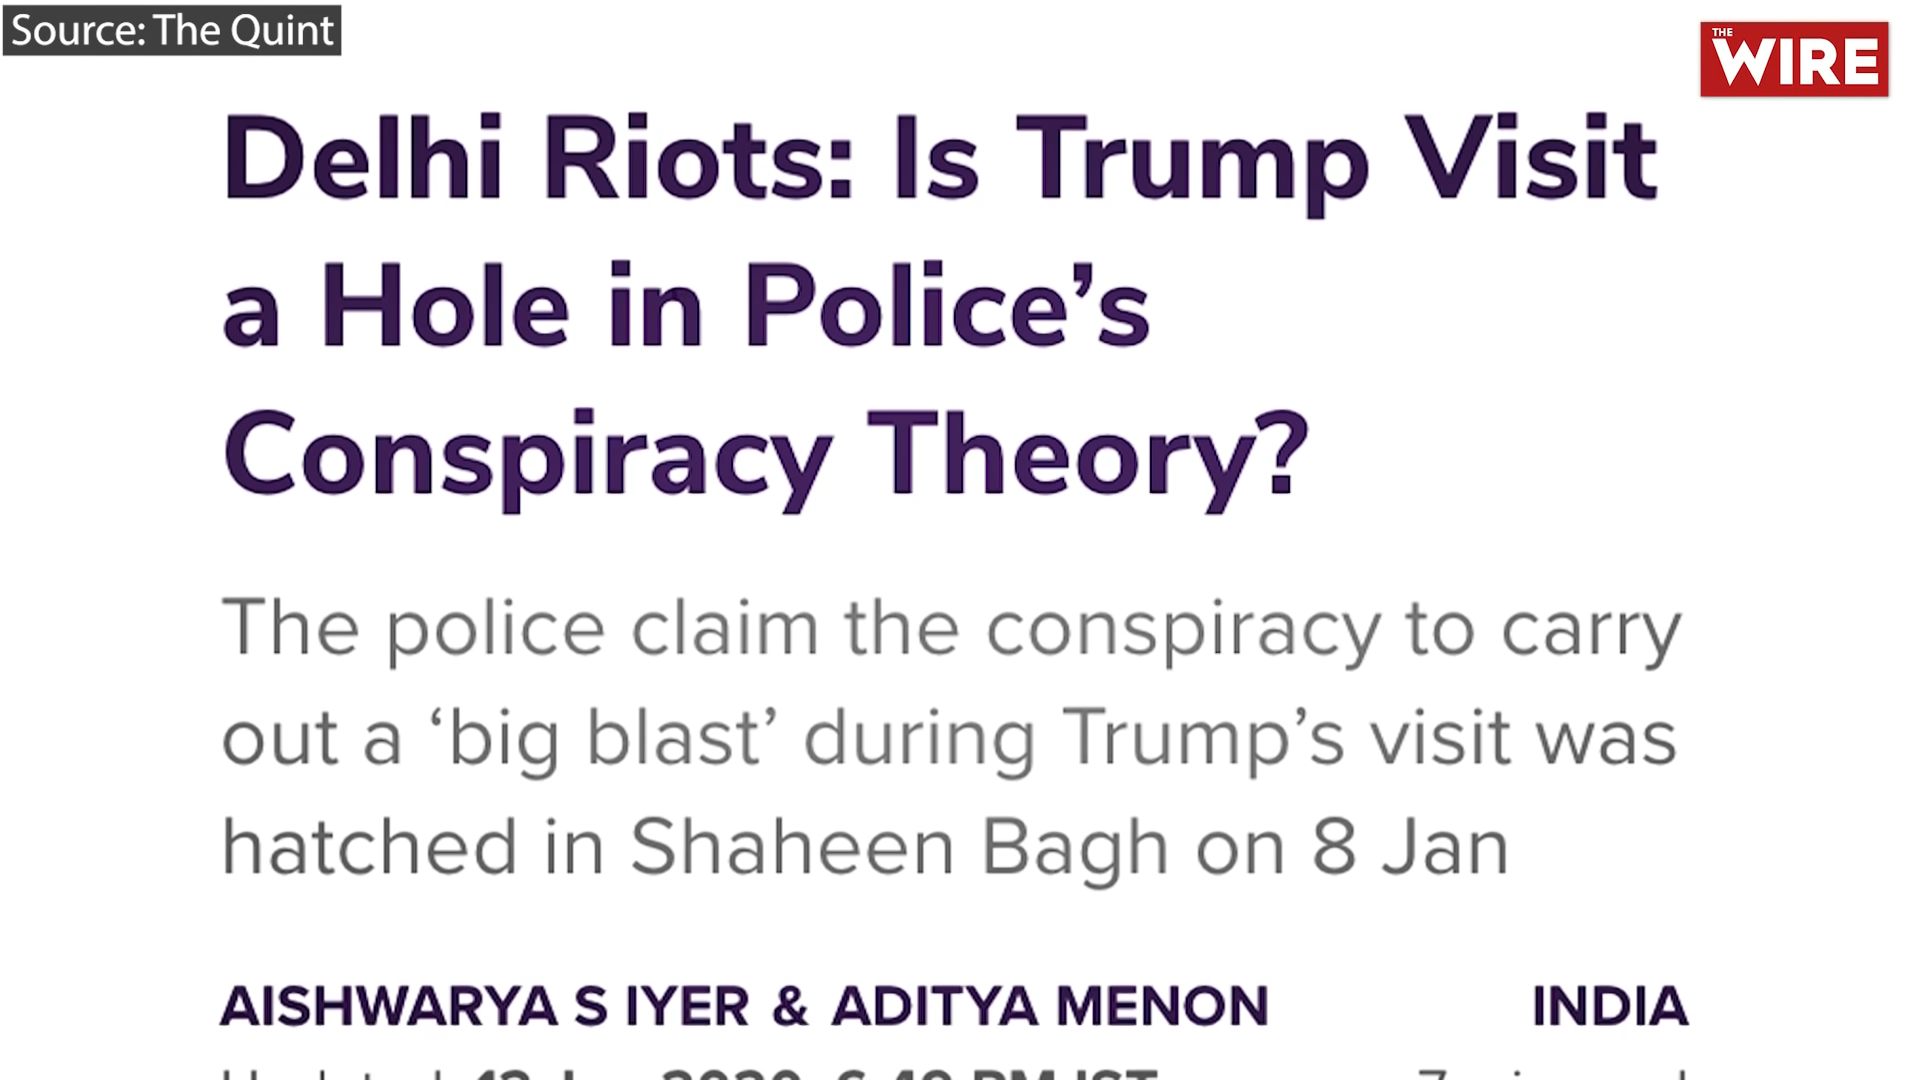 Source: The Quint
THE
WIRE
Delhi Riots: Is Trump Visit
a Hole in Police’s
Conspiracy Theory?
The police claim the conspiracy to carry
out a ‘big blast’ during Trump’s visit was
hatched in Shaheen Bagh on 8 Jan
AISHWARYA S IYER & ADITYA MENON
INDIA